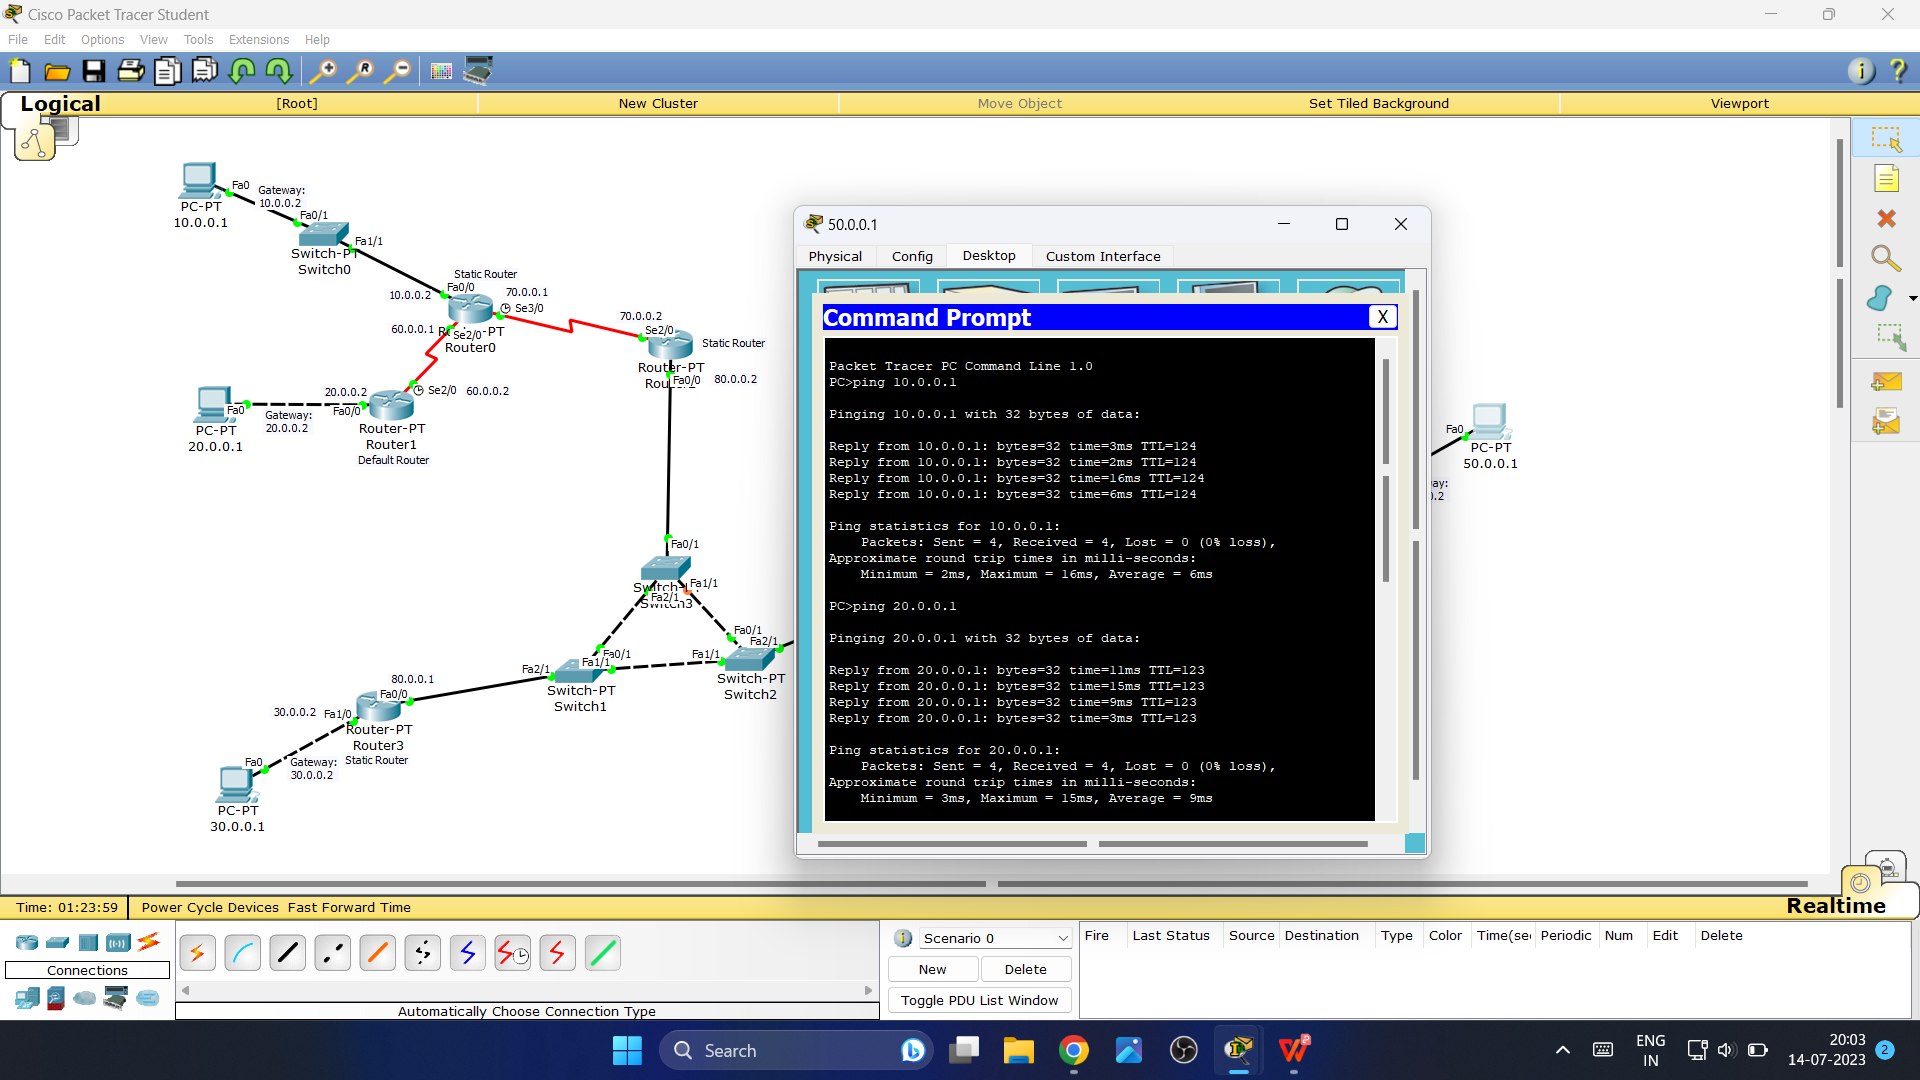 Cisco Packet Tracer Student
File Edit Options View Tools Extensions Help
Logical [Root] New Cluster Move Object Set Tiled Background Viewport
PC-PT
10.0.0.1
Fa0
Gateway:
10.0.0.2
Fa0/1
Switch-PT
Switch0
Fa1/1
Static Router
Fa0/0
10.0.0.2
70.0.0.1
Se3/0
60.0.0.1
Se2/0
Router0
70.0.0.2
Se2/0
Static Router
Router-PT
Fa0/0
80.0.0.2
20.0.0.2
Se2/0
60.0.0.2
Fa0/0
Router-PT
Router1
Default Router
Fa0
PC-PT
20.0.0.1
Gateway:
20.0.0.2
Fa0/1
Fa1/1
Fa2/1
Switch3
Fa0/1
Fa2/1
Fa1/1
Switch-PT
Switch2
Fa0/1
Fa1/1
Fa2/1
Switch-PT
Switch1
80.0.0.1
Fa0/0
30.0.0.2
Fa1/0
Router-PT
Router3
Static Router
Fa0
Gateway:
30.0.0.2
PC-PT
30.0.0.1
Fa0
PC-PT
50.0.0.1
50.0.0.1
Physical Config Desktop Custom Interface
Command Prompt X
Packet Tracer PC Command Line 1.0
PC>ping 10.0.0.1
Pinging 10.0.0.1 with 32 bytes of data:
Reply from 10.0.0.1: bytes=32 time=3ms TTL=124
Reply from 10.0.0.1: bytes=32 time=2ms TTL=124
Reply from 10.0.0.1: bytes=32 time=16ms TTL=124
Reply from 10.0.0.1: bytes=32 time=6ms TTL=124
Ping statistics for 10.0.0.1:
Packets: Sent = 4, Received = 4, Lost = 0 (0% loss),
Approximate round trip times in milli-seconds:
Minimum = 2ms, Maximum = 16ms, Average = 6ms
PC>ping 20.0.0.1
Pinging 20.0.0.1 with 32 bytes of data:
Reply from 20.0.0.1: bytes=32 time=11ms TTL=123
Reply from 20.0.0.1: bytes=32 time=15ms TTL=123
Reply from 20.0.0.1: bytes=32 time=9ms TTL=123
Reply from 20.0.0.1: bytes=32 time=3ms TTL=123
Ping statistics for 20.0.0.1:
Packets: Sent = 4, Received = 4, Lost = 0 (0% loss),
Approximate round trip times in milli-seconds:
Minimum = 3ms, Maximum = 15ms, Average = 9ms
Time: 01:23:59 Power Cycle Devices Fast Forward Time
Realtime
Connections
Automatically Choose Connection Type
Scenario 0
New Delete
Toggle PDU List Window
Fire Last Status Source Destination Type Color Time(sec Periodic Num Edit Delete
Search
ENG
IN
20:03
14-07-2023
2